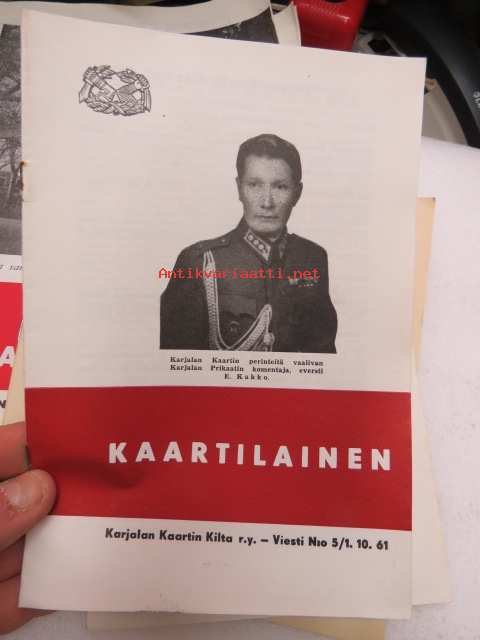 Antikvariaatti.net
Karjalan Kaartin perinteitä vaalivan
Karjalan Prikaatin komentaja, eversti
E. Kukko.
KAARTILAINEN
Karjalan Kaartin Kilta r.y. – Viesti N:o 5/1. 10. 61